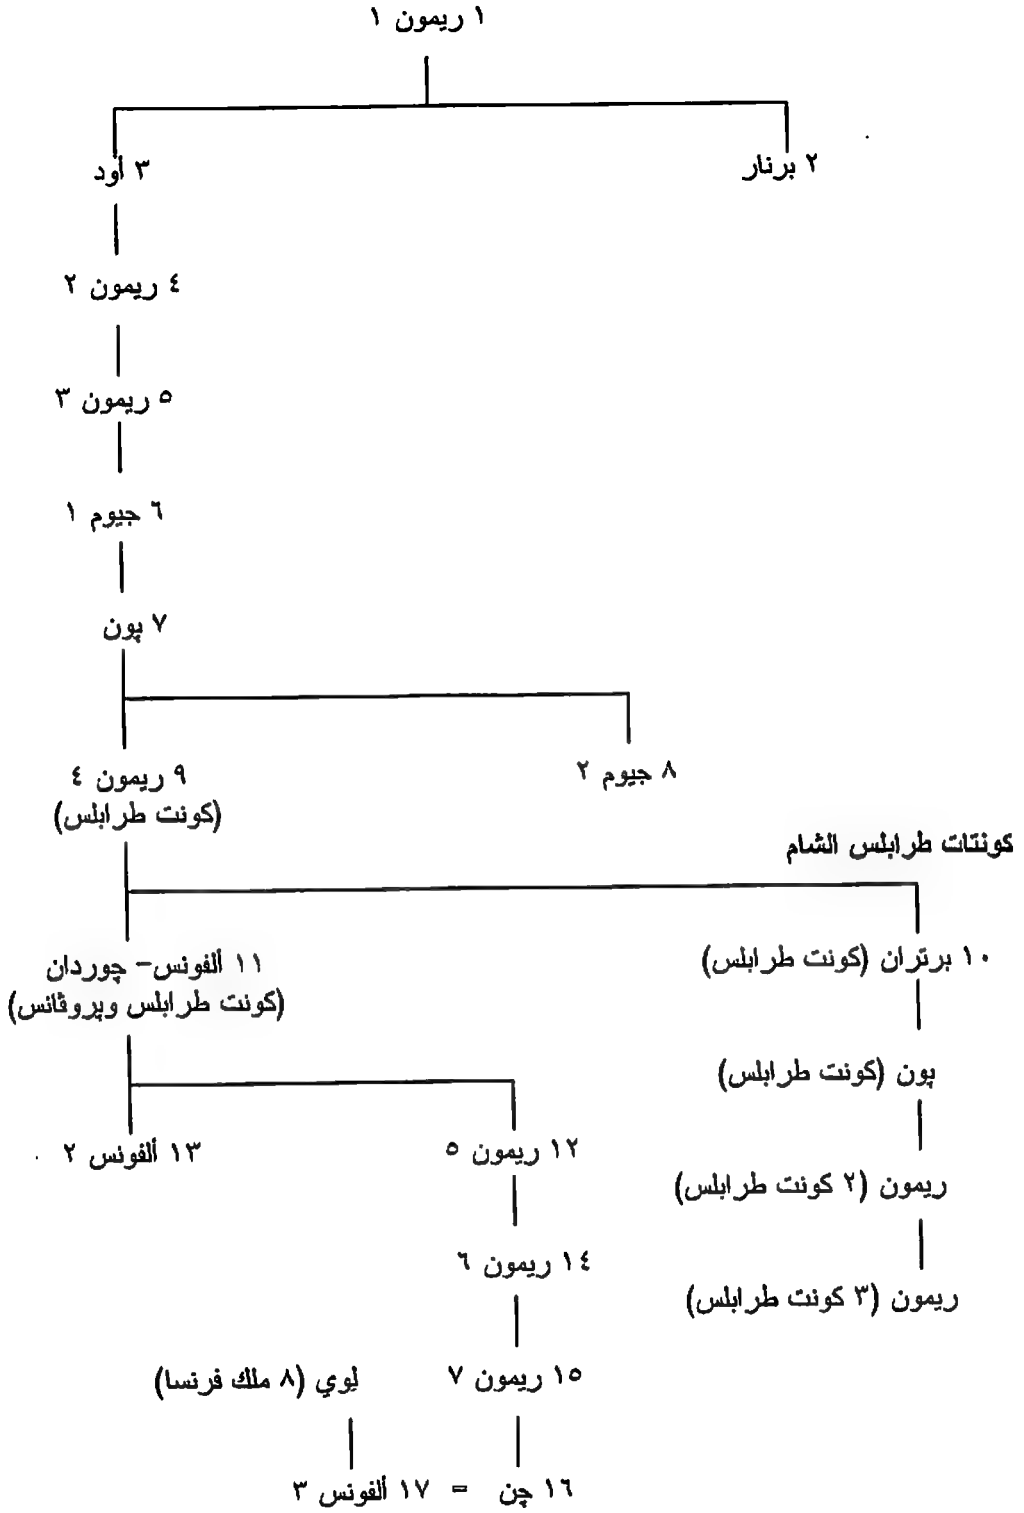 ١ ريمون ١
٢ برنار
٣ أود
٤ ريمون ٢
٥ ريمون ٣
٦ جيوم ١
٧ پون
٨ جيوم ٢
٩ ريمون ٤
(كونت طرابلس)
كونتات طرابلس الشام
١٠ برتران (كونت طرابلس)
١١ ألفونس- چوردان
(كونت طرابلس وپروڤانس)
پون (كونت طرابلس)
١٢ ريمون ٥
١٣ ألفونس ٢
ريمون (٢ كونت طرابلس)
١٤ ريمون ٦
ريمون (٣ كونت طرابلس)
١٥ ريمون ٧
لوي (٨ ملك فرنسا)
١٦ چن = ١٧ ألفونس ٣